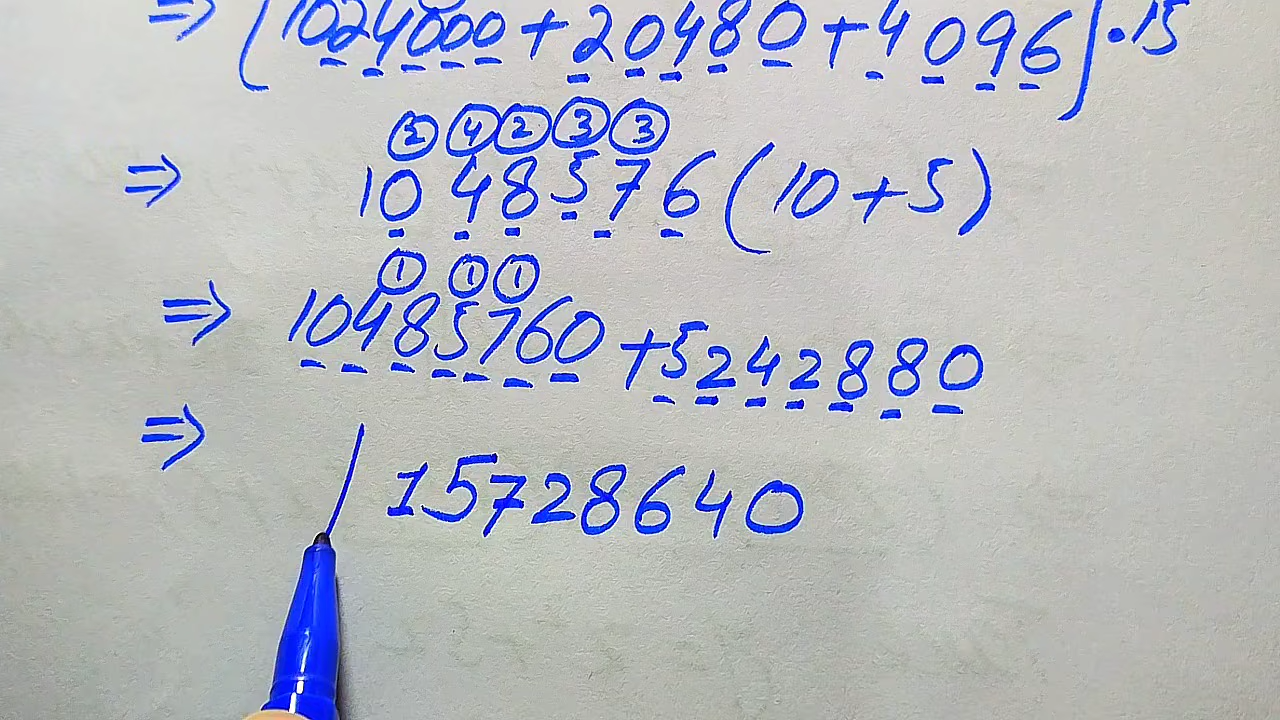 ⇒ [1024000 + 20480 + 4096] . 15
② ④ ② ③ ③
⇒ 1048576 (10 + 5)
① ① ①
⇒ 10485760 + 5242880
⇒ 15728640